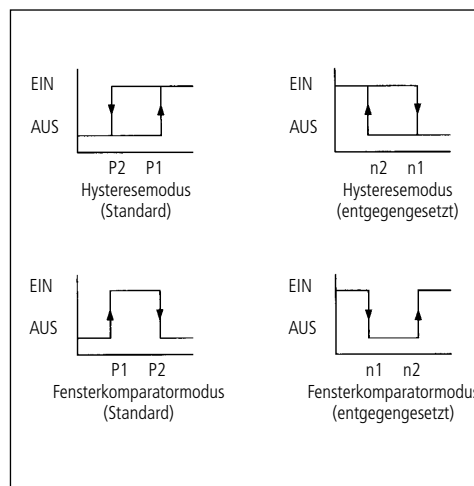 EIN
AUS
P2 P1
Hysteresemodus
(Standard)
EIN
AUS
n2 n1
Hysteresemodus
(entgegengesetzt)
EIN
AUS
P1 P2
Fensterkomparatormodus
(Standard)
EIN
AUS
n1 n2
Fensterkomparatormodus
(entgegengesetzt)